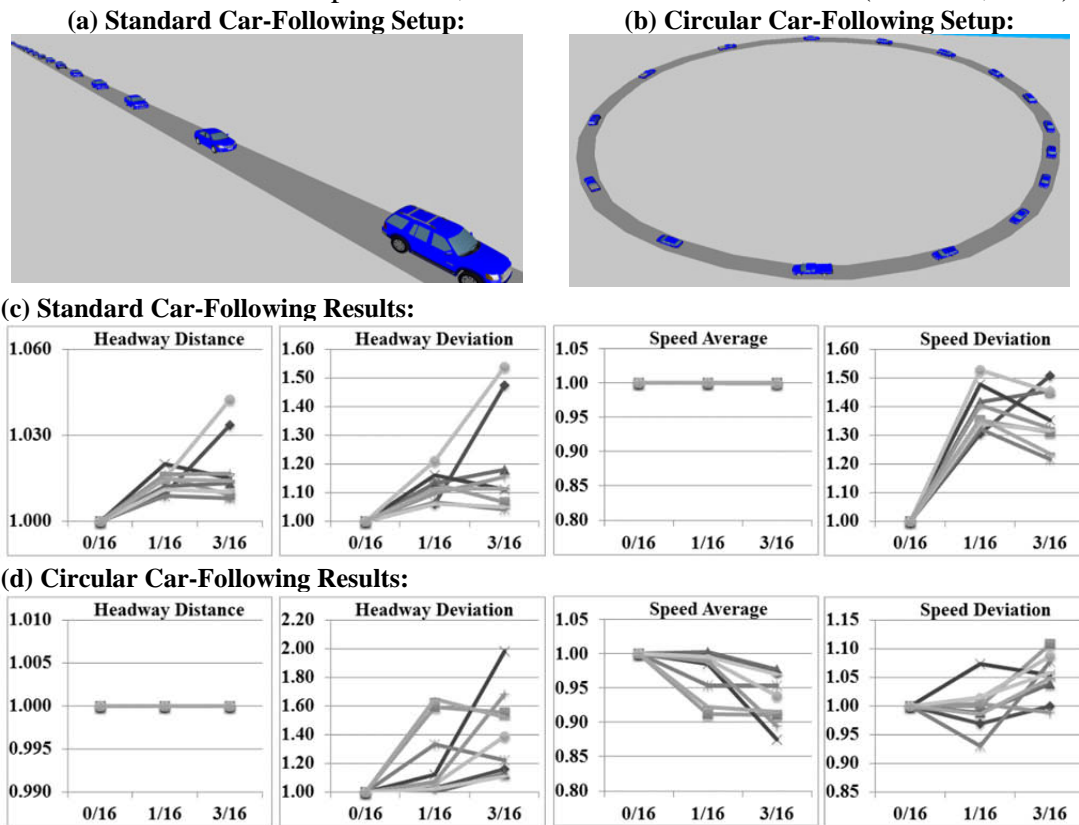 (a) Standard Car-Following Setup: (b) Circular Car-Following Setup:
(c) Standard Car-Following Results:
Headway Distance Headway Deviation Speed Average Speed Deviation
1.060 1.60 1.05 1.60
1.50 1.00 1.50
1.030 1.40 0.95 1.40
1.30 0.90 1.30
1.20 1.20
1.10 0.85 1.10
1.000 1.00 0.80 1.00
0/16 1/16 3/16 0/16 1/16 3/16 0/16 1/16 3/16 0/16 1/16 3/16
(d) Circular Car-Following Results:
Headway Distance Headway Deviation Speed Average Speed Deviation
1.010 2.20 1.05 1.15
2.00 1.00 1.10
1.005 1.80 0.95 1.05
1.000 1.60 0.90 1.00
1.40 0.95
0.995 1.20 0.85 0.90
0.990 1.00 0.80 0.85
0/16 1/16 3/16 0/16 1/16 3/16 0/16 1/16 3/16 0/16 1/16 3/16